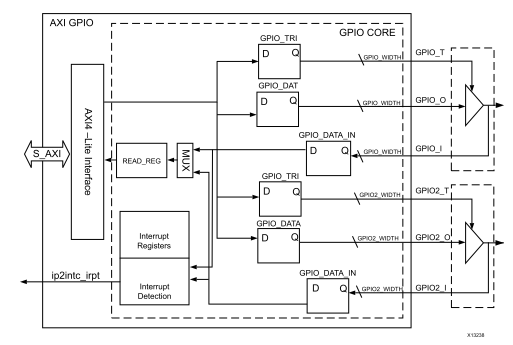 AXI GPIO
GPIO CORE
GPIO_TRI
D Q
GPIO_WIDTH
GPIO_T
GPIO_DAT
D Q
GPIO_WIDTH
GPIO_O
AXI4 –Lite Interface
S_AXI
READ_REG
MUX
GPIO_DATA_IN
D Q
GPIO_WIDTH
GPIO_I
GPIO_TRI
D Q
GPIO2_WIDTH
GPIO2_T
GPIO_DATA
D Q
GPIO2_WIDTH
GPIO2_O
Interrupt
Registers
Interrupt
Detection
ip2intc_irpt
GPIO_DATA_IN
D Q
GPIO2_WIDTH
GPIO2_I
X13238